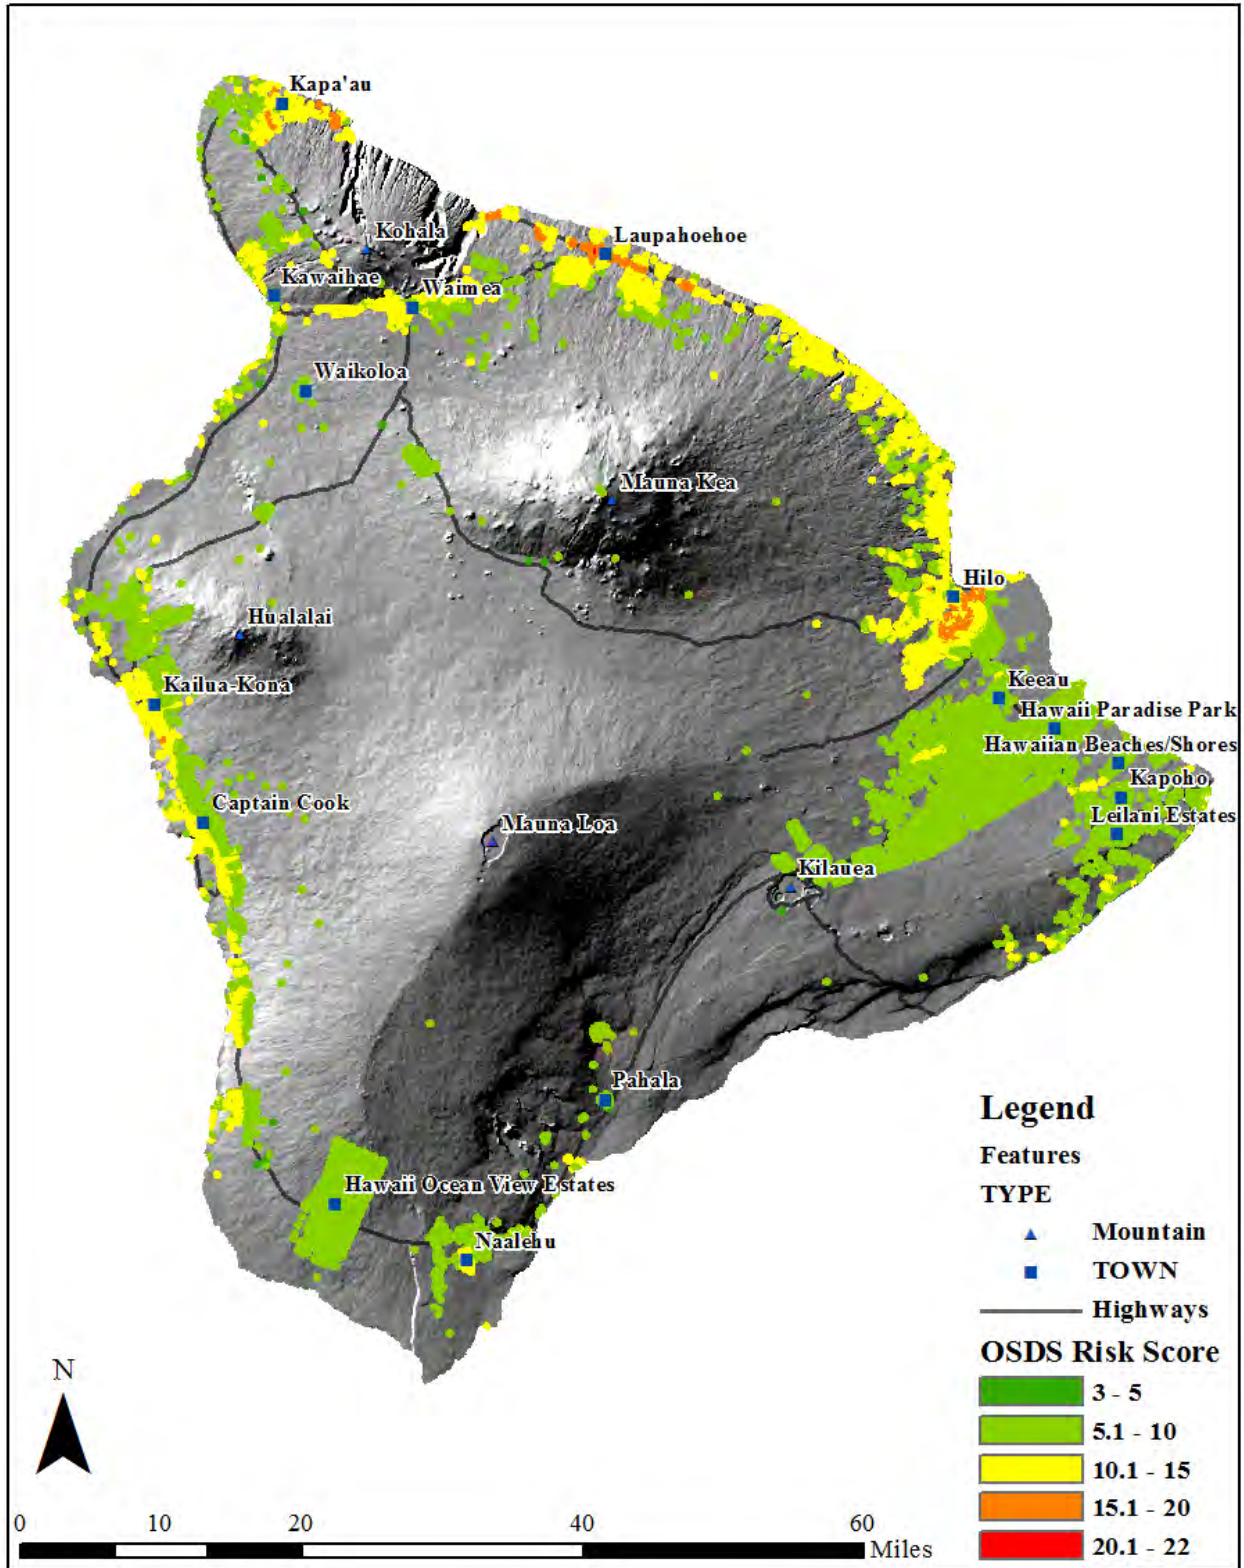 Kapa'au
Kohala
Laupahoehoe
Kawaihae
Waimea
Waikoloa
Mauna Kea
Hilo
Hualalai
Kailua-Kona
Keeau
Hawaii Paradise Park
Hawaiian Beaches/Shores
Kapoho
Captain Cook
Leilani Estates
Mauna Loa
Kilauea
Pahala
Hawaii Ocean View Estates
Naalehu
Legend
Features
TYPE
Mountain
TOWN
Highways
OSDS Risk Score
3 - 5
5.1 - 10
10.1 - 15
15.1 - 20
20.1 - 22
N
0 10 20 40 60
Miles